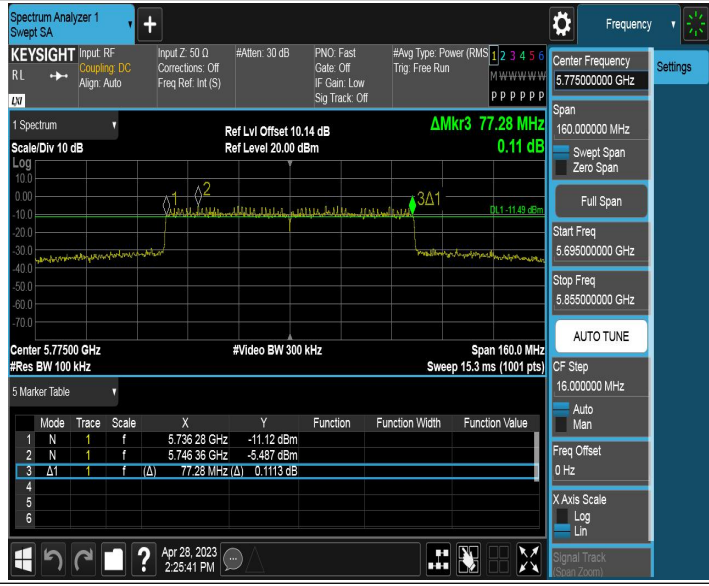 Spectrum Analyzer 1
Swept SA
+
Frequency
KEYSIGHT
RL
LXI
Input: RF
Coupling: DC
Align: Auto
Input Z: 50 Ω
Corrections: Off
Freq Ref: Int (S)
#Atten: 30 dB
PNO: Fast
Gate: Off
IF Gain: Low
Sig Track: Off
#Avg Type: Power (RMS
Trig: Free Run
1 2 3 4 5 6
M W W W W W
P P P P P P
Center Frequency
5.775000000 GHz
Settings
Span
160.000000 MHz
Swept Span
Zero Span
Full Span
Start Freq
5.695000000 GHz
Stop Freq
5.855000000 GHz
AUTO TUNE
CF Step
16.000000 MHz
Auto
Man
Freq Offset
0 Hz
X Axis Scale
Log
Lin
Signal Track
(Span Zoom)
1 Spectrum
Scale/Div 10 dB
Ref Lvl Offset 10.14 dB
Ref Level 20.00 dBm
ΔMkr3 77.28 MHz
0.11 dB
Log
10.0
0.00
-10.0
-20.0
-30.0
-40.0
-50.0
-60.0
-70.0
1
2
3Δ1
DL1 -11.49 dBm
Center 5.77500 GHz
#Video BW 300 kHz
Span 160.0 MHz
#Res BW 100 kHz
Sweep 15.3 ms (1001 pts)
5 Marker Table
Mode Trace Scale X Y Function Function Width Function Value
1 N 1 f 5.736 28 GHz -11.12 dBm
2 N 1 f 5.746 36 GHz -5.487 dBm
3 Δ1 1 f (Δ) 77.28 MHz (Δ) 0.1113 dB
4
5
6
?
Apr 28, 2023
2:25:41 PM